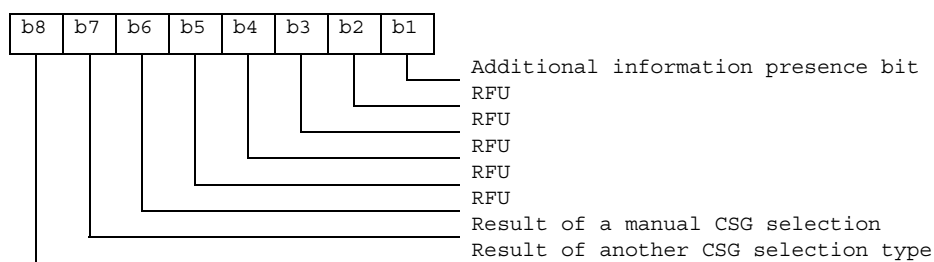 b8 b7 b6 b5 b4 b3 b2 b1
Additional information presence bit
RFU
RFU
RFU
RFU
RFU
Result of a manual CSG selection
Result of another CSG selection type